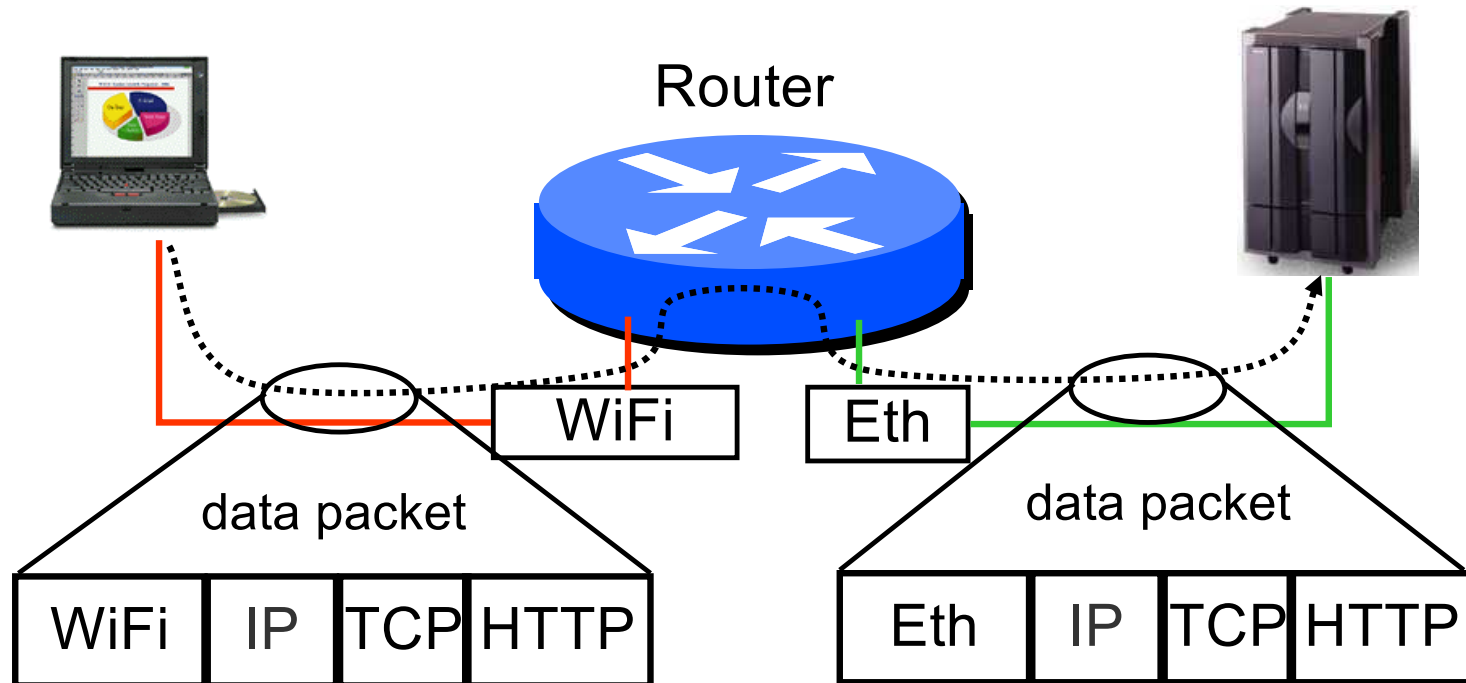 Router
WiFi
Eth
data packet
data packet
WiFi IP TCP HTTP
Eth IP TCP HTTP